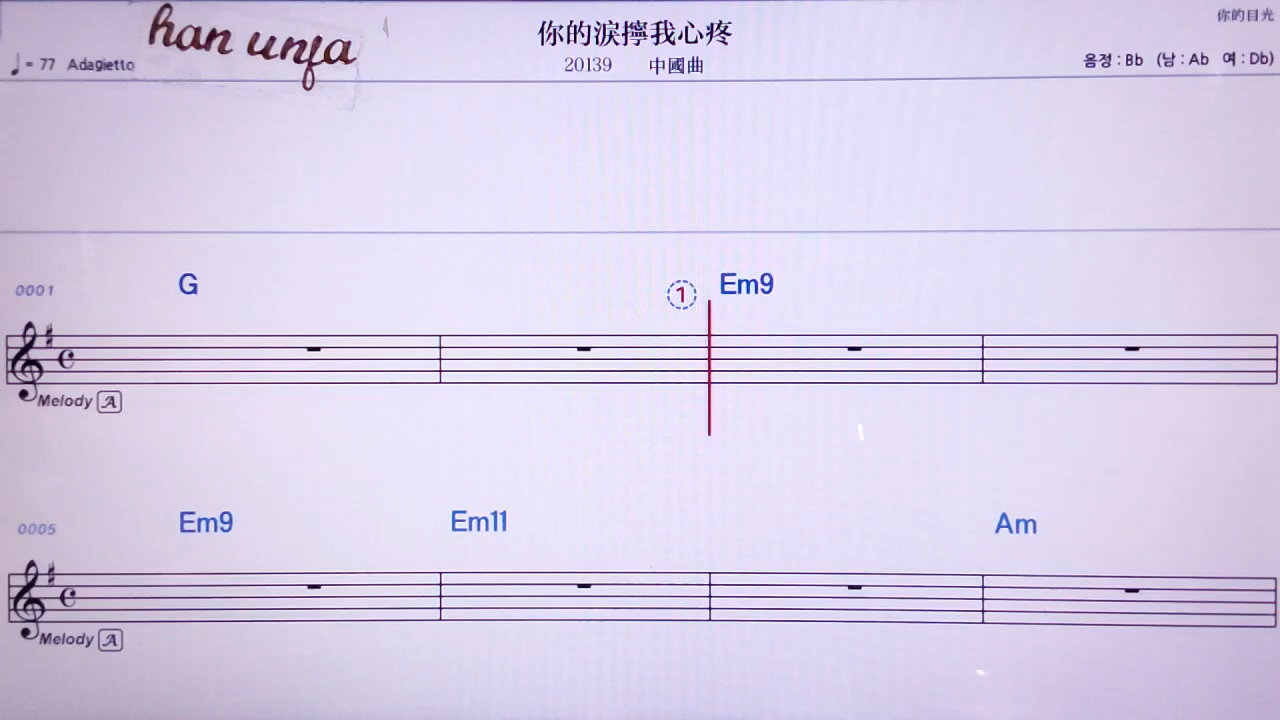 han unfa
你的淚擰我心疼
你的目光
♩= 77 Adagietto
20139 中國曲
음정 : Bb (남 : Ab 여 : Db)
0001 G ① Em9
Melody A
0005 Em9 Em11 Am
Melody A